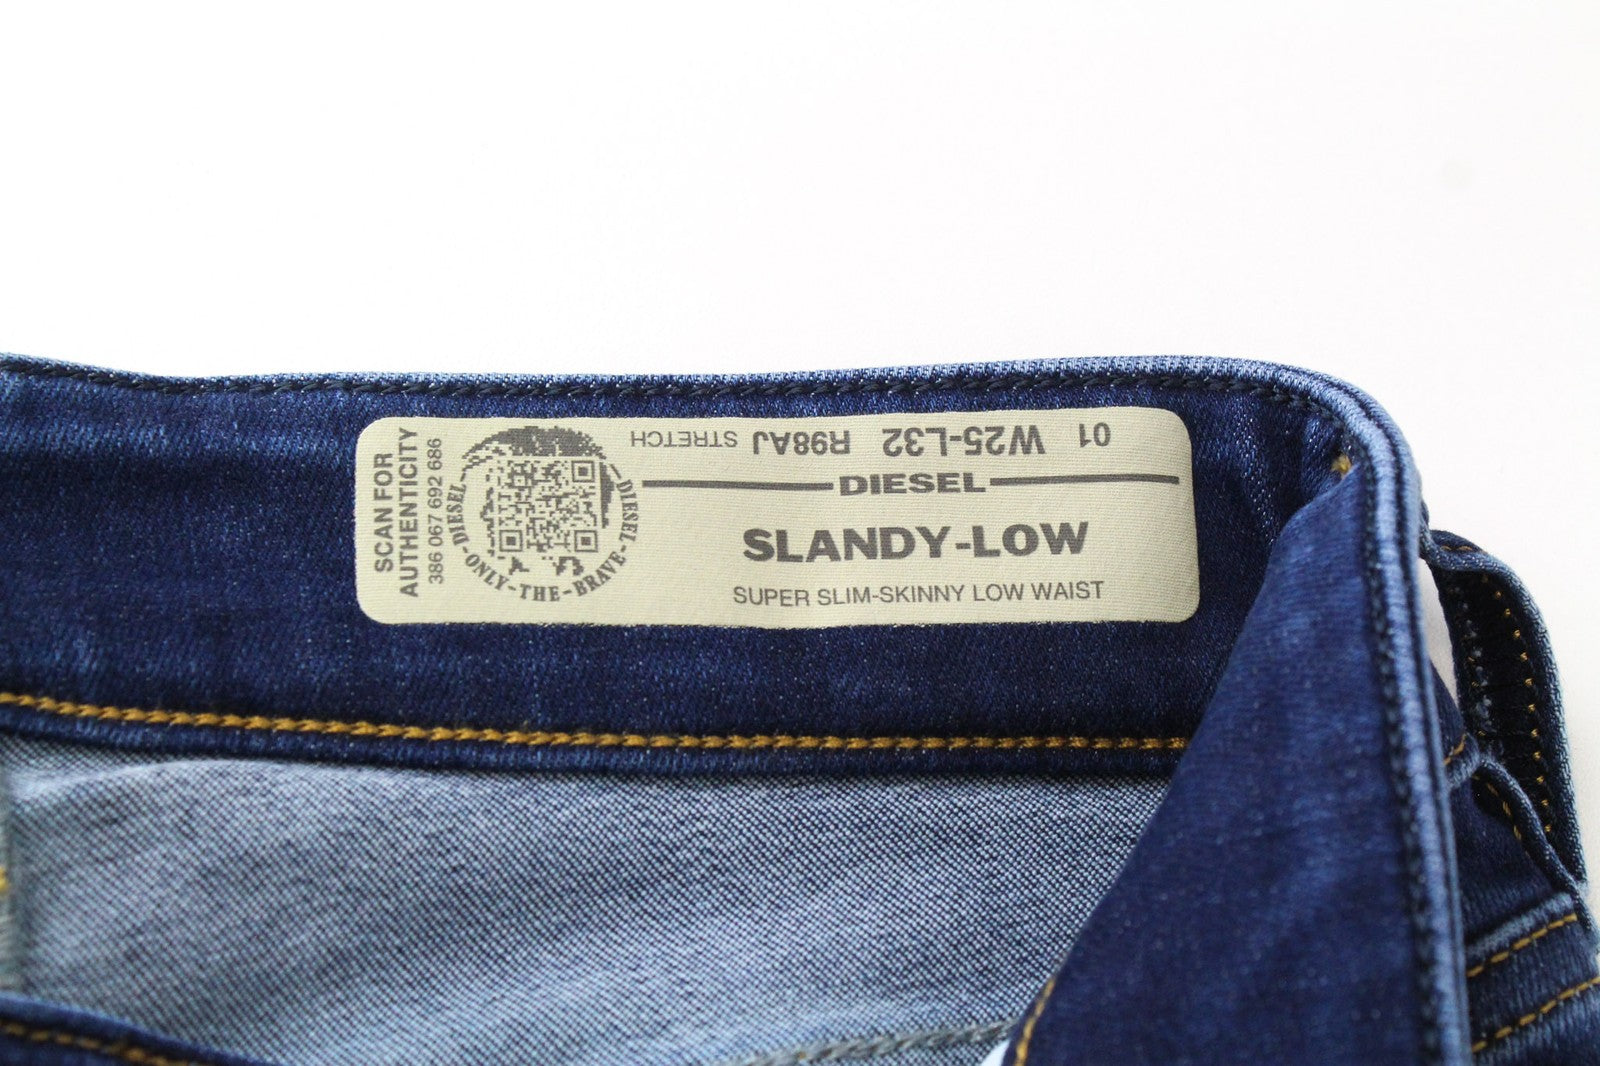 SCAN FOR
AUTHENTICITY
386 067 692 686
DIESEL
DIESEL
-ONLY-THE-BRAVE-
01 W25-L32 R98AJ STRETCH
DIESEL
SLANDY-LOW
SUPER SLIM-SKINNY LOW WAIST